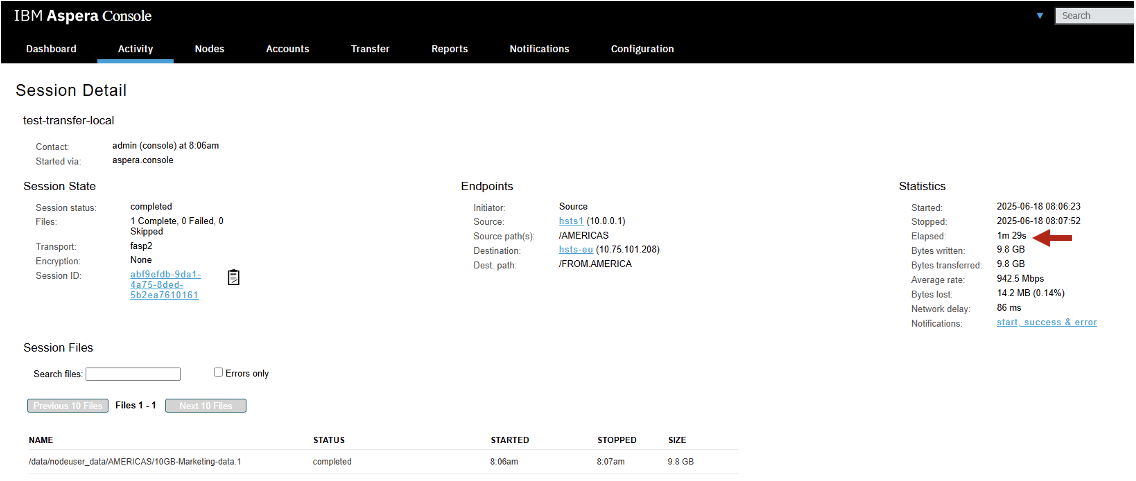 IBM Aspera Console
Search
Dashboard Activity Nodes Accounts Transfer Reports Notifications Configuration
Session Detail
test-transfer-local
Contact: admin (console) at 8:06am
Started via: aspera.console
Session State
Session status: completed
Files: 1 Complete, 0 Failed, 0
Skipped
Transport: fasp2
Encryption: None
Session ID: abf9efdb-9da1-
4a75-8ded-
5b2ea7610161
Endpoints
Initiator: Source
Source: hsts1 (10.0.0.1)
Source path(s): /AMERICAS
Destination: hsts-eu (10.75.101.208)
Dest. path: /FROM.AMERICA
Statistics
Started: 2025-06-18 08:06:23
Stopped: 2025-06-18 08:07:52
Elapsed: 1m 29s
Bytes written: 9.8 GB
Bytes transferred: 9.8 GB
Average rate: 942.5 Mbps
Bytes lost: 14.2 MB (0.14%)
Network delay: 86 ms
Notifications: start, success & error
Session Files
Search files: Errors only
Previous 10 Files Files 1 - 1 Next 10 Files
NAME STATUS STARTED STOPPED SIZE
/data/nodeuser_data/AMERICAS/10GB-Marketing-data.1 completed 8:06am 8:07am 9.8 GB